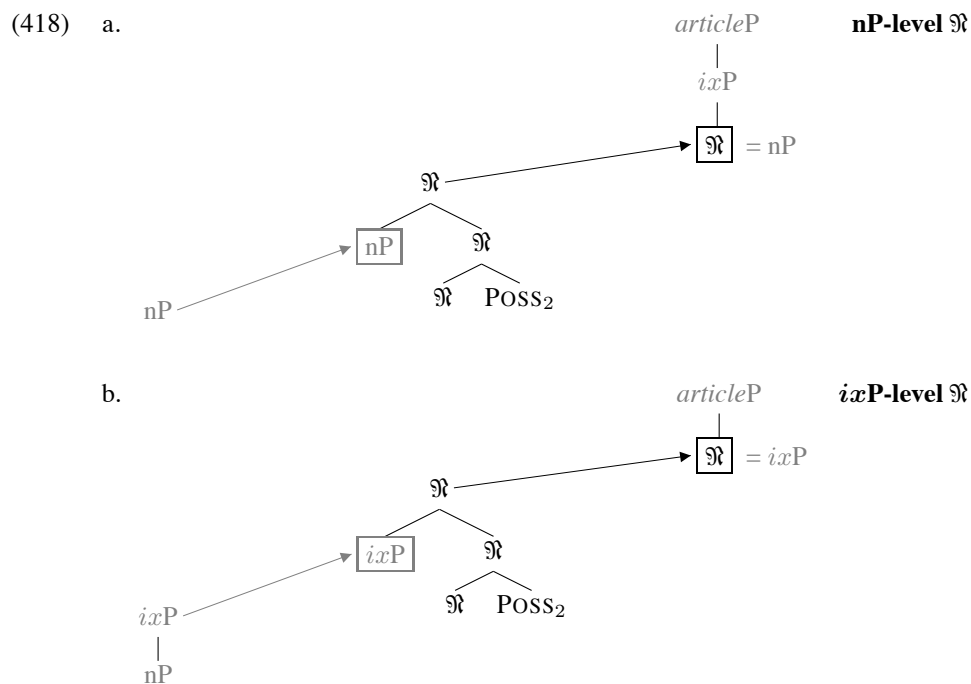 (418) a. articleP nP-level 𝔑
ixP
𝔑 = nP
𝔑
nP 𝔑
𝔑 Poss₂
nP
b. articleP ixP-level 𝔑
𝔑 = ixP
𝔑
ixP 𝔑
𝔑 Poss₂
ixP
nP